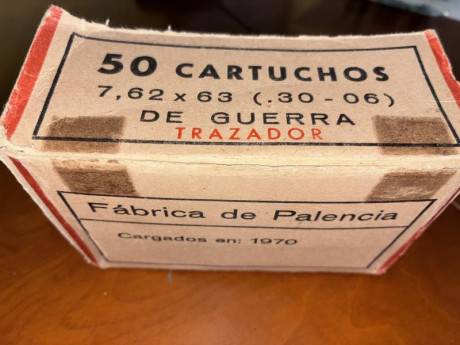 50 CARTUCHOS
7,62 x 63 (.30-06)
DE GUERRA
TRAZADOR
Fábrica de Palencia
Cargados en: 1970